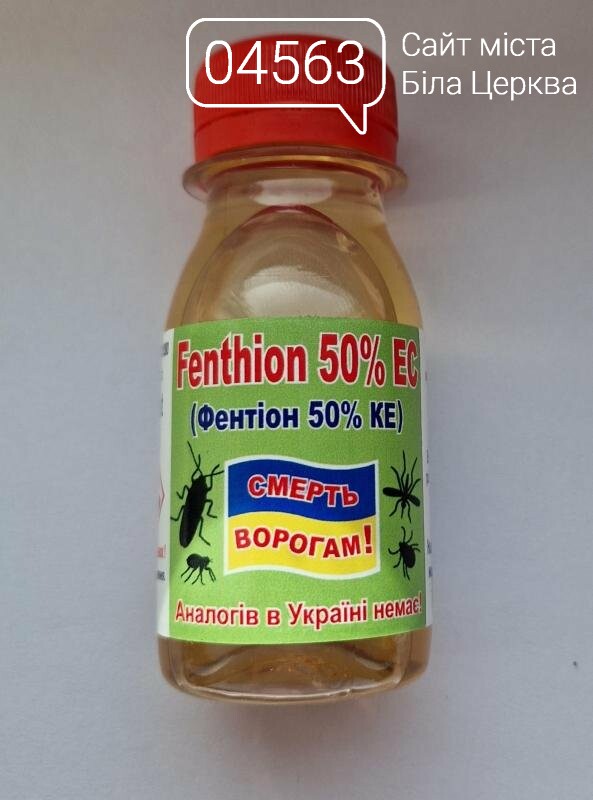 04563
Сайт міста
Біла Церква
Fenthion 50% EC
(Фентіон 50% КЕ)
СМЕРТЬ
ВОРОГАМ!
Аналогів в Україні немає!